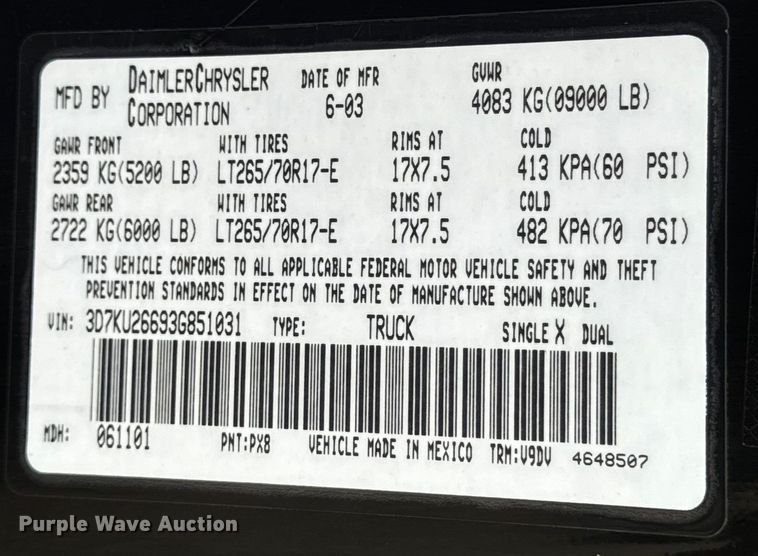 MFD BY DAIMLERCHRYSLER CORPORATION DATE OF MFR 6-03 GVWR 4083 KG(09000 LB)
GAWR FRONT WITH TIRES RIMS AT COLD
2359 KG(5200 LB) LT265/70R17-E 17X7.5 413 KPA(60 PSI)
GAWR REAR WITH TIRES RIMS AT COLD
2722 KG(6000 LB) LT265/70R17-E 17X7.5 482 KPA(70 PSI)
THIS VEHICLE CONFORMS TO ALL APPLICABLE FEDERAL MOTOR VEHICLE SAFETY AND THEFT
PREVENTION STANDARDS IN EFFECT ON THE DATE OF MANUFACTURE SHOWN ABOVE.
VIN: 3D7KU26693G851031 TYPE: TRUCK SINGLE X DUAL
MDH: 061101 PNT:PX8 VEHICLE MADE IN MEXICO TRM:V9DV 4648507
Purple Wave Auction